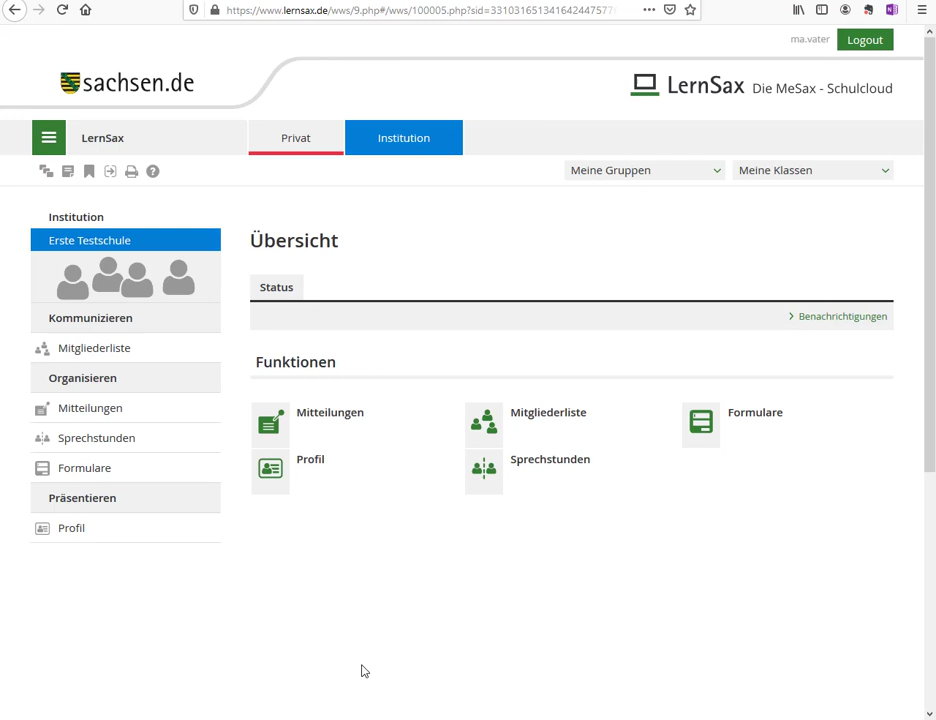 https://www.lernsax.de/wws/9.php#/wws/100005.php?sid=331031651341642447577
ma.vater
Logout
sachsen.de
LernSax Die MeSax - Schulcloud
LernSax
Privat
Institution
Meine Gruppen
Meine Klassen
Institution
Erste Testschule
Kommunizieren
Mitgliederliste
Organisieren
Mitteilungen
Sprechstunden
Formulare
Präsentieren
Profil
Übersicht
Status
Benachrichtigungen
Funktionen
Mitteilungen
Mitgliederliste
Formulare
Profil
Sprechstunden